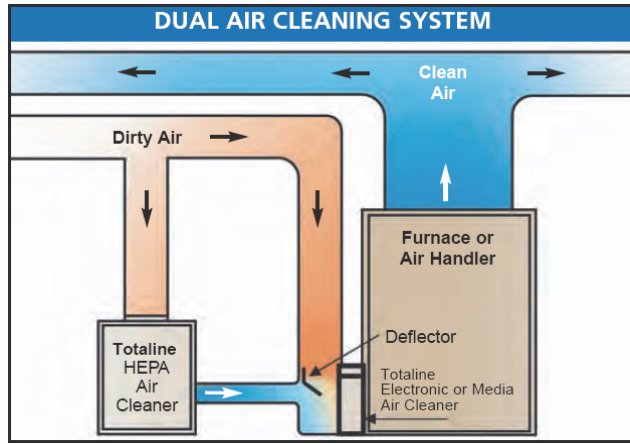 DUAL AIR CLEANING SYSTEM
Clean
Air
Dirty Air
Furnace or
Air Handler
Deflector
Totaline
HEPA
Air
Cleaner
Totaline
Electronic or Media
Air Cleaner